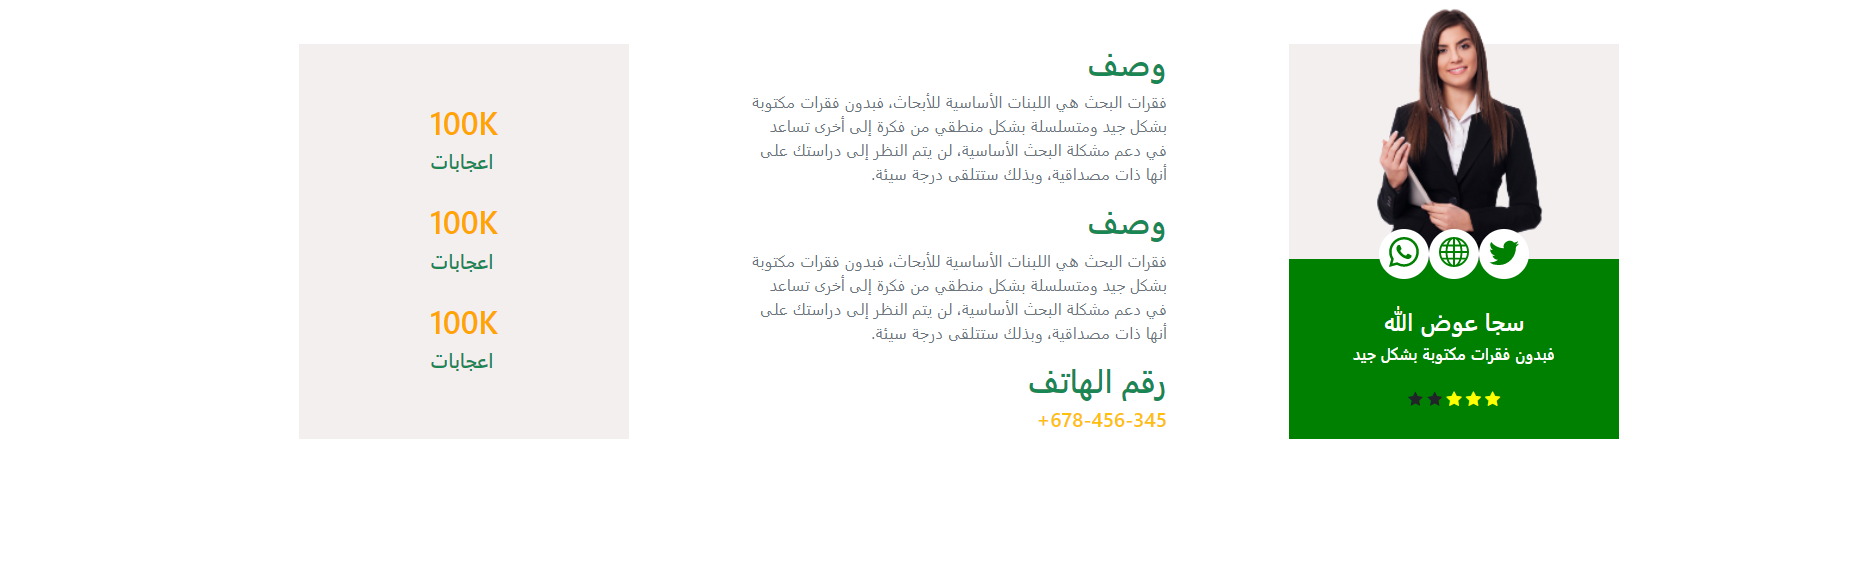 سجا عوض الله
فبدون فقرات مكتوبة بشكل جيد
وصف
فقرات البحث هي اللبنات الأساسية للأبحاث، فبدون فقرات مكتوبة
بشكل جيد ومتسلسلة بشكل منطقي من فكرة إلى أخرى تساعد
في دعم مشكلة البحث الأساسية، لن يتم النظر إلى دراستك على
أنها ذات مصداقية، وبذلك ستتلقى درجة سيئة.
وصف
فقرات البحث هي اللبنات الأساسية للأبحاث، فبدون فقرات مكتوبة
بشكل جيد ومتسلسلة بشكل منطقي من فكرة إلى أخرى تساعد
في دعم مشكلة البحث الأساسية، لن يتم النظر إلى دراستك على
أنها ذات مصداقية، وبذلك ستتلقى درجة سيئة.
رقم الهاتف
+678-456-345
100K
اعجابات
100K
اعجابات
100K
اعجابات